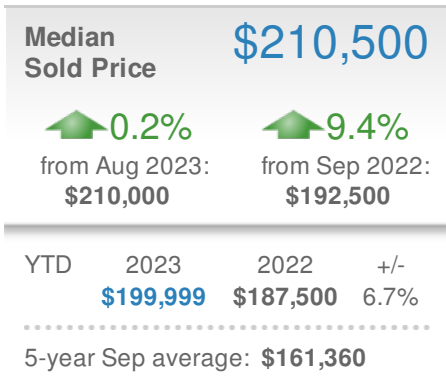 Median
Sold Price
$210,500
0.2%
from Aug 2023:
$210,000
9.4%
from Sep 2022:
$192,500
YTD 2023 2022 +/-
$199,999 $187,500 6.7%
5-year Sep average: $161,360